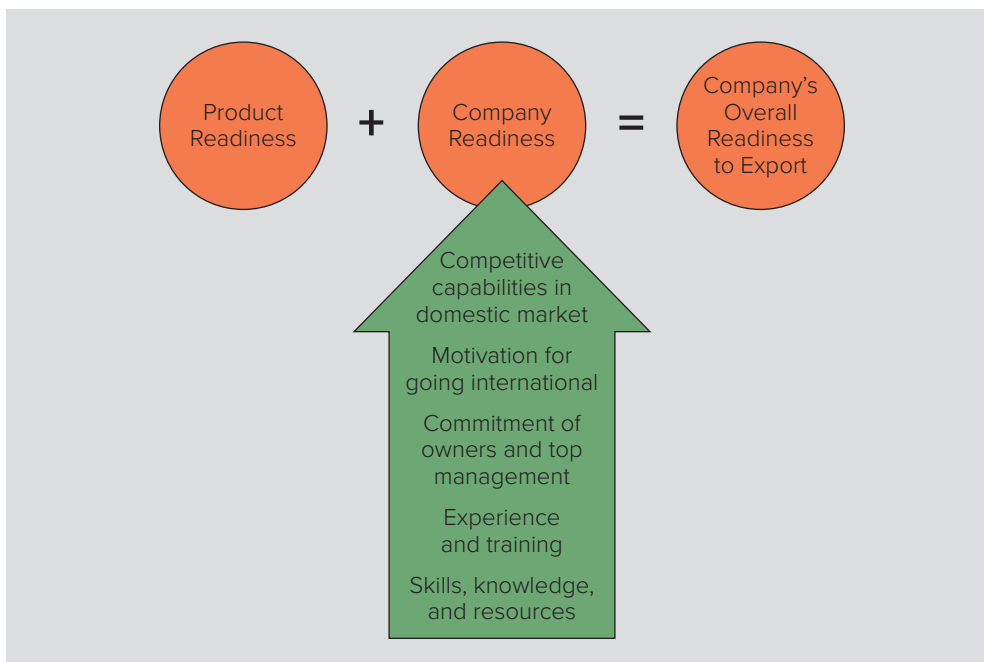 Product
Readiness
+
Company
Readiness
=
Company’s
Overall
Readiness
to Export
Competitive
capabilities in
domestic market
Motivation for
going international
Commitment of
owners and top
management
Experience
and training
Skills, knowledge,
and resources